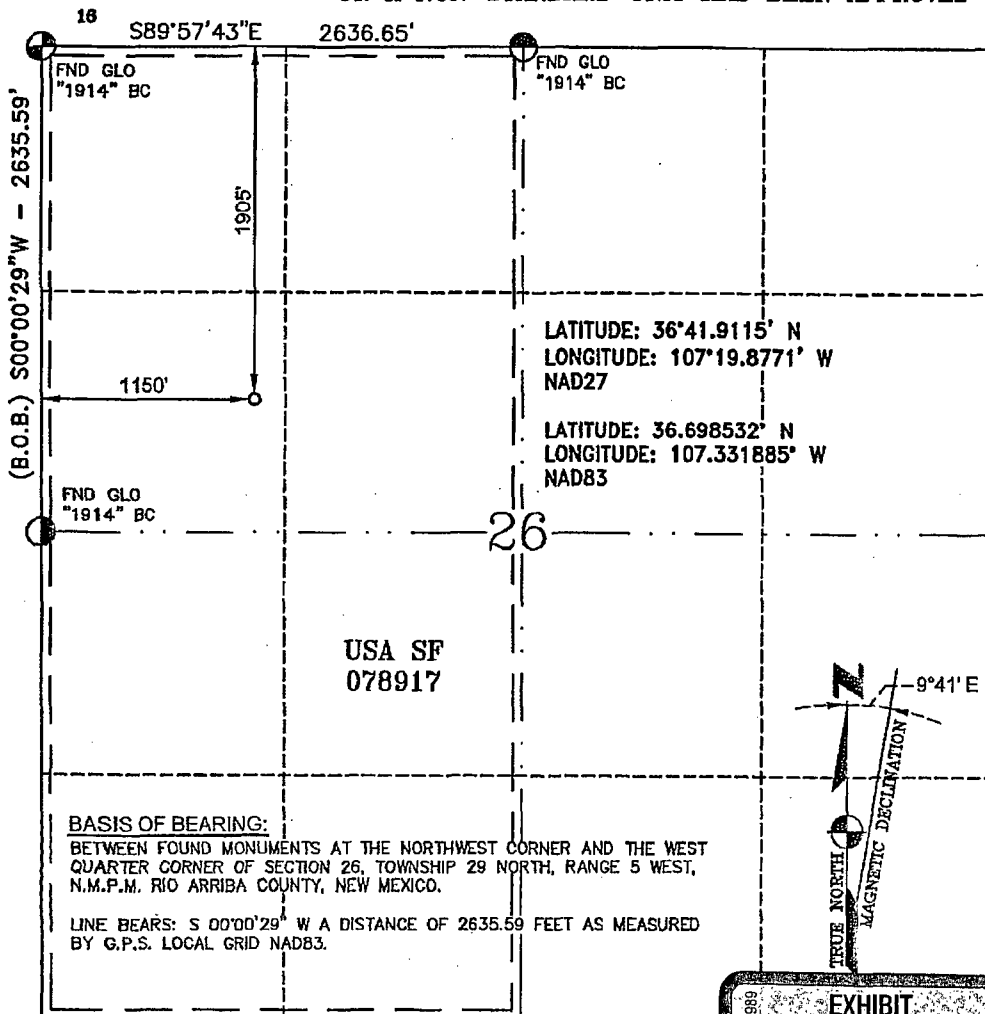 16
S89°57'43"E 2636.65'
FND GLO
"1914" BC
FND GLO
"1914" BC
(B.O.B.) S00°00'29"W - 2635.59'
1905'
LATITUDE: 36°41.9115' N
LONGITUDE: 107°19.8771' W
NAD27
1150'
LATITUDE: 36.698532° N
LONGITUDE: 107.331885° W
NAD83
FND GLO
"1914" BC
26
USA SF
078917
N
9°41' E
TRUE NORTH
MAGNETIC DECLINATION
BASIS OF BEARING:
BETWEEN FOUND MONUMENTS AT THE NORTHWEST CORNER AND THE WEST
QUARTER CORNER OF SECTION 26, TOWNSHIP 29 NORTH, RANGE 5 WEST,
N.M.P.M. RIO ARRIBA COUNTY, NEW MEXICO.
LINE BEARS: S 00°00'29" W A DISTANCE OF 2635.59 FEET AS MEASURED
BY G.P.S. LOCAL GRID NAD83.
989
EXHIBIT